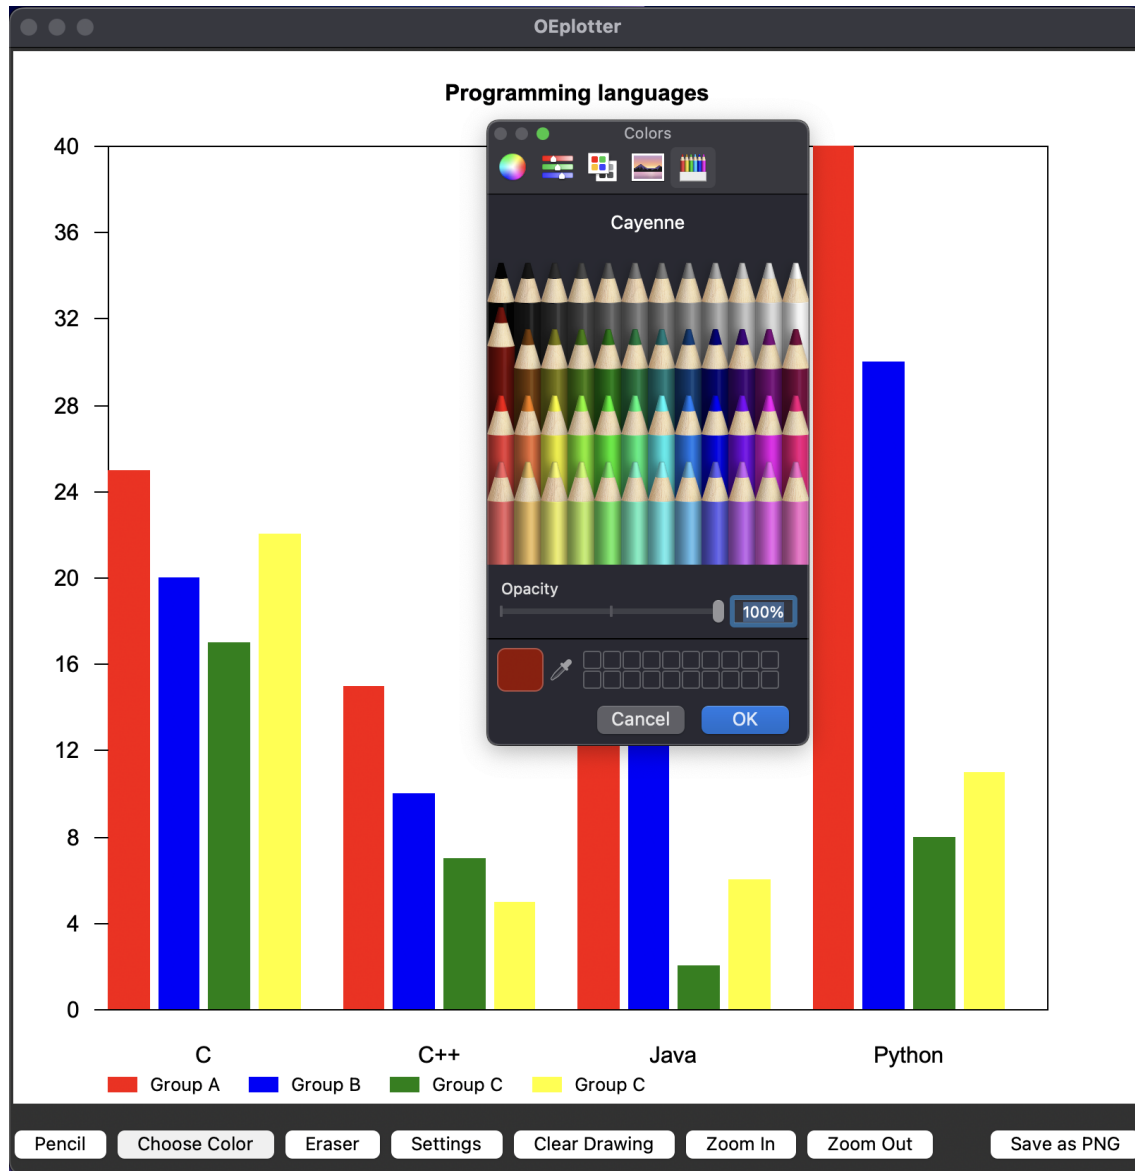 OEplotter
Programming languages
Colors
Cayenne
Opacity
100%
Cancel OK
40
36
32
28
24
20
16
12
8
4
0
C C++ Java Python
Group A Group B Group C Group C
Pencil Choose Color Eraser Settings Clear Drawing Zoom In Zoom Out Save as PNG